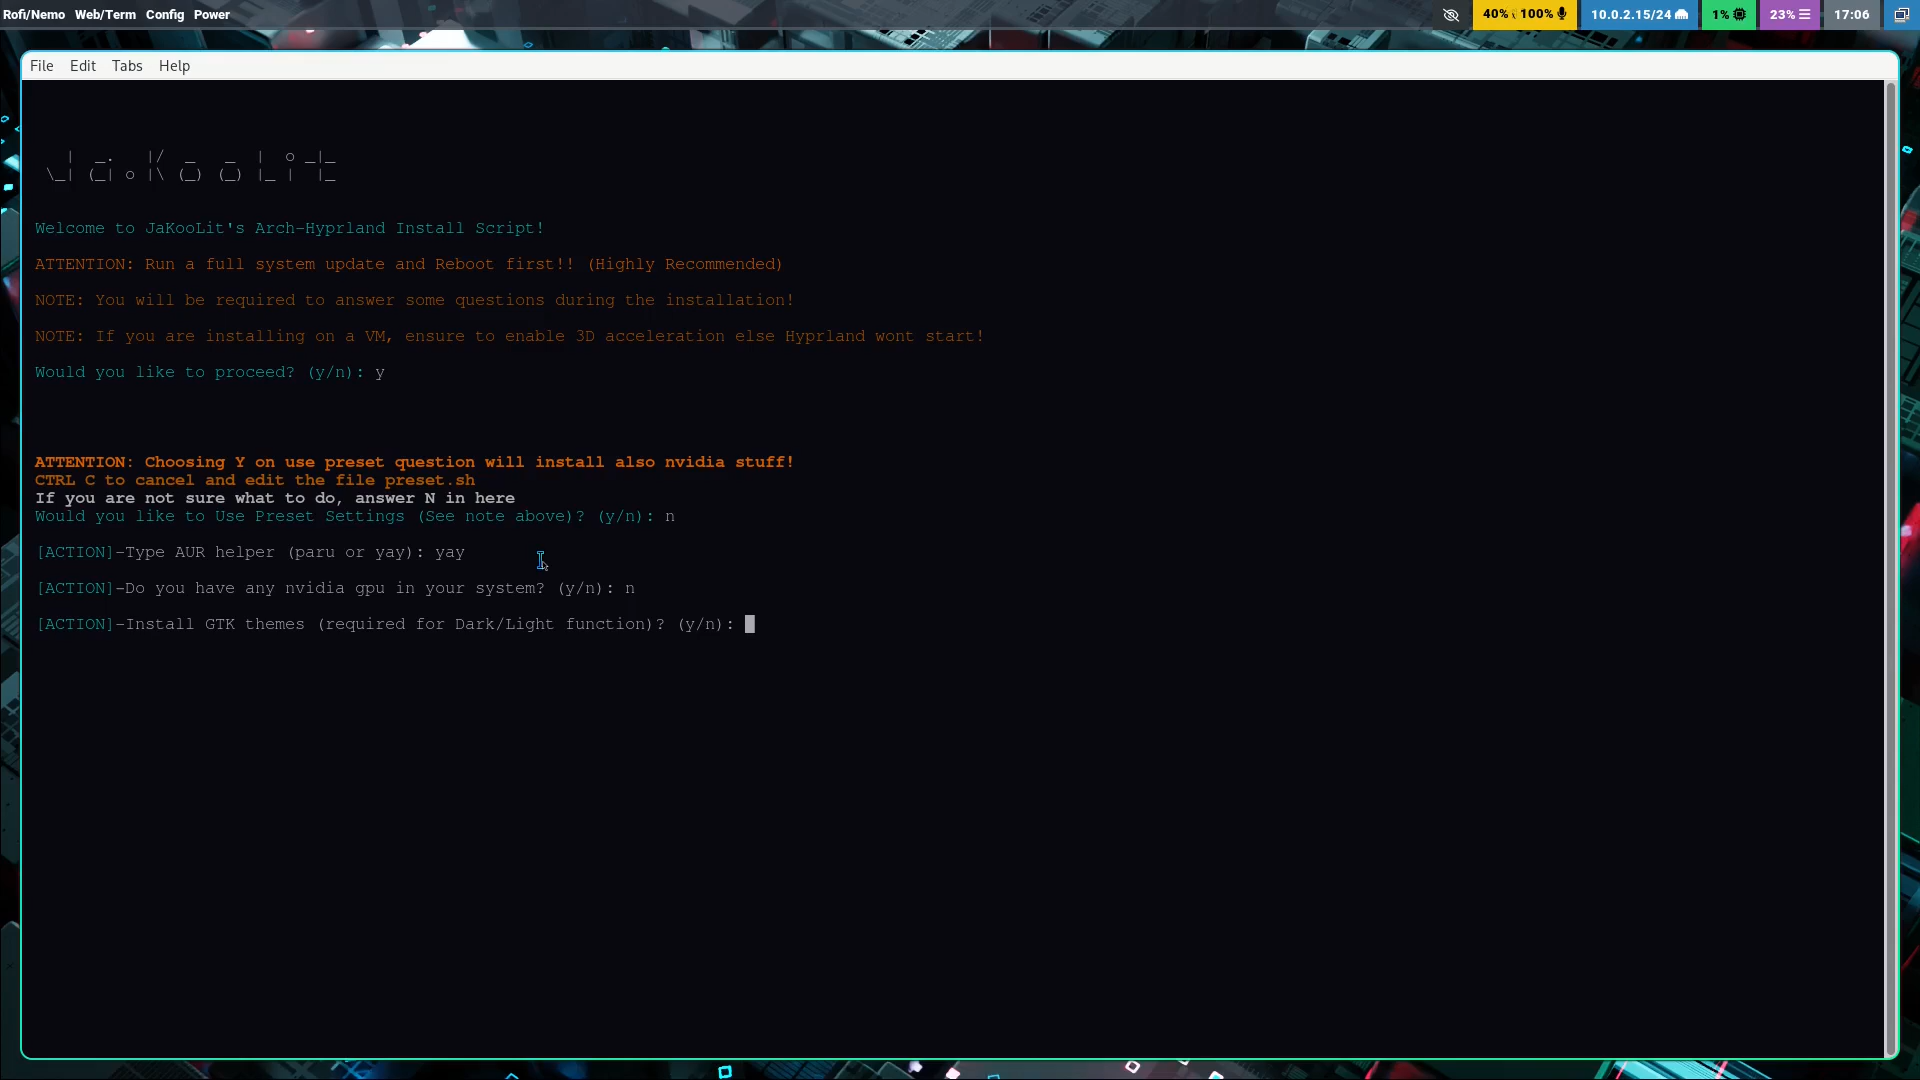 Rofi/Nemo Web/Term Config Power
40% 100% 10.0.2.15/24 1% 23% 17:06
File Edit Tabs Help
Ja.KooLit
Welcome to JaKooLit's Arch-Hyprland Install Script!
ATTENTION: Run a full system update and Reboot first!! (Highly Recommended)
NOTE: You will be required to answer some questions during the installation!
NOTE: If you are installing on a VM, ensure to enable 3D acceleration else Hyprland wont start!
Would you like to proceed? (y/n): y
ATTENTION: Choosing Y on use preset question will install also nvidia stuff!
CTRL C to cancel and edit the file preset.sh
If you are not sure what to do, answer N in here
Would you like to Use Preset Settings (See note above)? (y/n): n
[ACTION]-Type AUR helper (paru or yay): yay
[ACTION]-Do you have any nvidia gpu in your system? (y/n): n
[ACTION]-Install GTK themes (required for Dark/Light function)? (y/n):